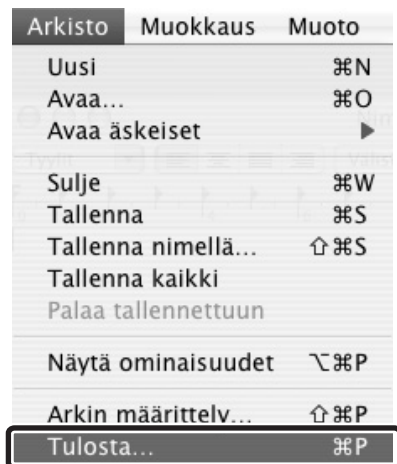 Arkisto Muokkaus Muoto
Uusi ⌘N
Avaa... ⌘O
Avaa äskeiset ▶
Sulje ⌘W
Tallenna ⌘S
Tallenna nimellä... ⇧⌘S
Tallenna kaikki
Palaa tallennettuun
Näytä ominaisuudet ⌥⌘P
Arkin määrittely... ⇧⌘P
Tulosta... ⌘P